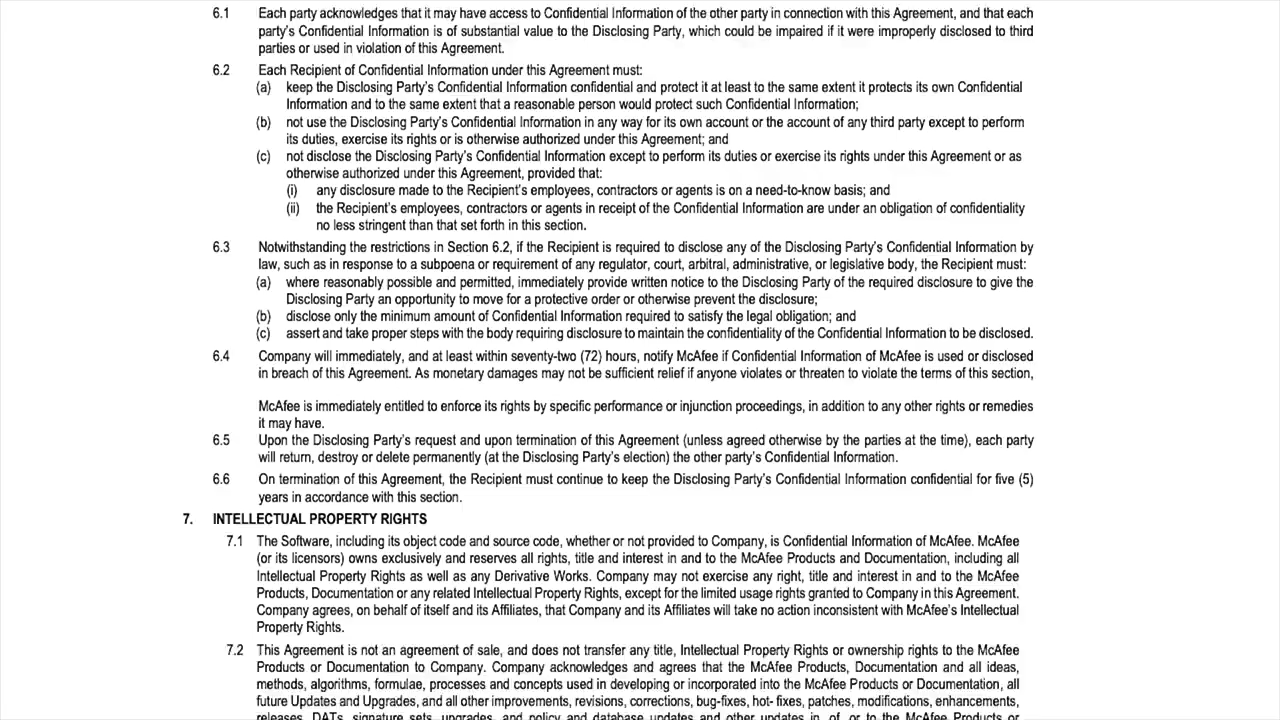 6.1 Each party acknowledges that it may have access to Confidential Information of the other party in connection with this Agreement, and that each
party's Confidential Information is of substantial value to the Disclosing Party, which could be impaired if it were improperly disclosed to third
parties or used in violation of this Agreement.
6.2 Each Recipient of Confidential Information under this Agreement must:
(a) keep the Disclosing Party's Confidential Information confidential and protect it at least to the same extent it protects its own Confidential
Information and to the same extent that a reasonable person would protect such Confidential Information;
(b) not use the Disclosing Party's Confidential Information in any way for its own account or the account of any third party except to perform
its duties, exercise its rights or is otherwise authorized under this Agreement; and
(c) not disclose the Disclosing Party's Confidential Information except to perform its duties or exercise its rights under this Agreement or as
otherwise authorized under this Agreement, provided that:
(i) any disclosure made to the Recipient's employees, contractors or agents is on a need-to-know basis; and
(ii) the Recipient's employees, contractors or agents in receipt of the Confidential Information are under an obligation of confidentiality
no less stringent than that set forth in this section.
6.3 Notwithstanding the restrictions in Section 6.2, if the Recipient is required to disclose any of the Disclosing Party's Confidential Information by
law, such as in response to a subpoena or requirement of any regulator, court, arbitral, administrative, or legislative body, the Recipient must:
(a) where reasonably possible and permitted, immediately provide written notice to the Disclosing Party of the required disclosure to give the
Disclosing Party an opportunity to move for a protective order or otherwise prevent the disclosure;
(b) disclose only the minimum amount of Confidential Information required to satisfy the legal obligation; and
(c) assert and take proper steps with the body requiring disclosure to maintain the confidentiality of the Confidential Information to be disclosed.
6.4 Company will immediately, and at least within seventy-two (72) hours, notify McAfee if Confidential Information of McAfee is used or disclosed
in breach of this Agreement. As monetary damages may not be sufficient relief if anyone violates or threaten to violate the terms of this section,
McAfee is immediately entitled to enforce its rights by specific performance or injunction proceedings, in addition to any other rights or remedies
it may have.
6.5 Upon the Disclosing Party's request and upon termination of this Agreement (unless agreed otherwise by the parties at the time), each party
will return, destroy or delete permanently (at the Disclosing Party's election) the other party's Confidential Information.
6.6 On termination of this Agreement, the Recipient must continue to keep the Disclosing Party's Confidential Information confidential for five (5)
years in accordance with this section.
7. INTELLECTUAL PROPERTY RIGHTS
7.1 The Software, including its object code and source code, whether or not provided to Company, is Confidential Information of McAfee. McAfee
(or its licensors) owns exclusively and reserves all rights, title and interest in and to the McAfee Products and Documentation, including all
Intellectual Property Rights as well as any Derivative Works. Company may not exercise any right, title and interest in and to the McAfee
Products, Documentation or any related Intellectual Property Rights, except for the limited usage rights granted to Company in this Agreement.
Company agrees, on behalf of itself and its Affiliates, that Company and its Affiliates will take no action inconsistent with McAfee's Intellectual
Property Rights.
7.2 This Agreement is not an agreement of sale, and does not transfer any title, Intellectual Property Rights or ownership rights to the McAfee
Products or Documentation to Company. Company acknowledges and agrees that the McAfee Products, Documentation and all ideas,
methods, algorithms, formulae, processes and concepts used in developing or incorporated into the McAfee Products or Documentation, all
future Updates and Upgrades, and all other improvements, revisions, corrections, bug-fixes, hot- fixes, patches, modifications, enhancements,
releases, DATs, signature sets, upgrades, and policy and database updates and other updates in, of, or to the McAfee Products or